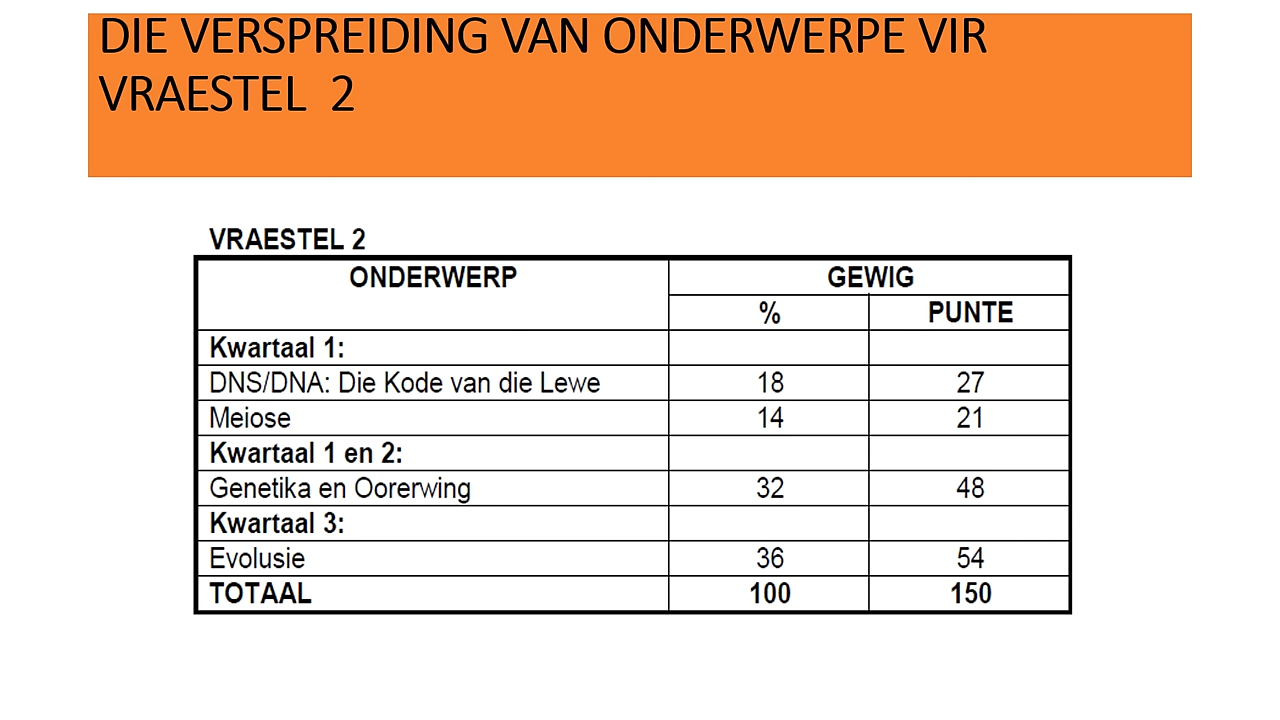 DIE VERSPREIDING VAN ONDERWERPE VIR
VRAESTEL 2
VRAESTEL 2
ONDERWERP GEWIG
% PUNTE
Kwartaal 1:
DNS/DNA: Die Kode van die Lewe 18 27
Meiose 14 21
Kwartaal 1 en 2:
Genetika en Oorerwing 32 48
Kwartaal 3:
Evolusie 36 54
TOTAAL 100 150